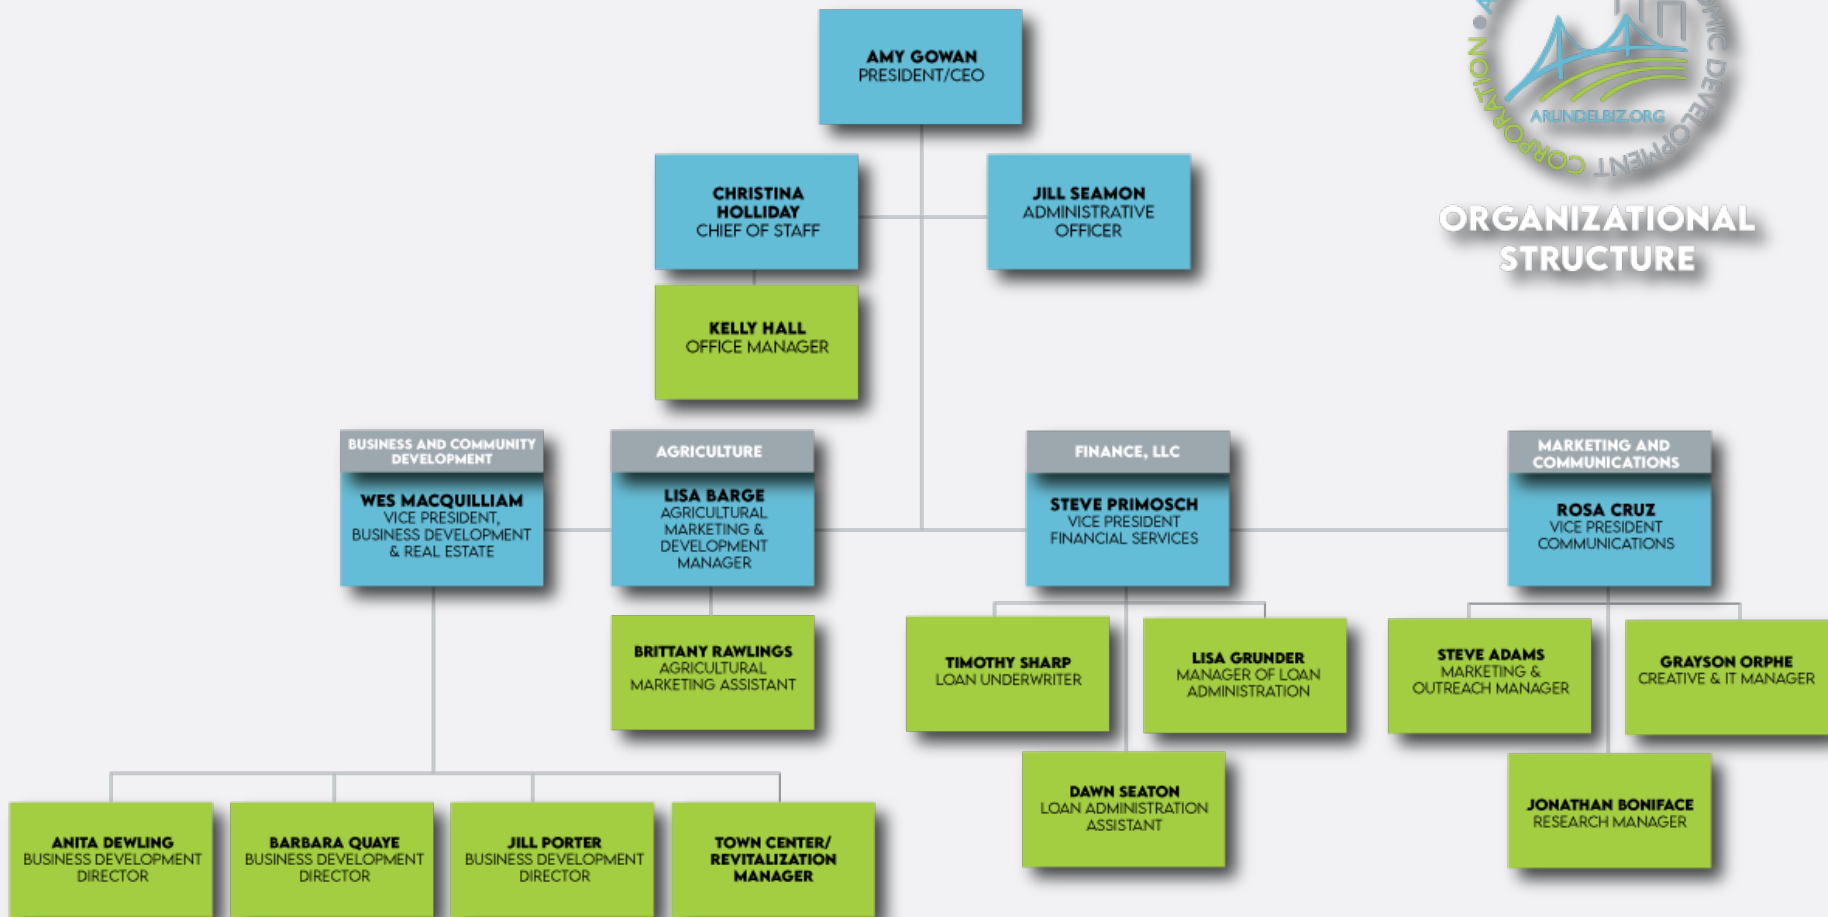 AMY GOWAN
PRESIDENT/CEO
CORPORATION
OMIC DEVELOPMENT
ARUNDELBIZ.ORG
ORGANIZATIONAL
STRUCTURE
CHRISTINA
HOLLIDAY
CHIEF OF STAFF
JILL SEAMON
ADMINISTRATIVE
OFFICER
KELLY HALL
OFFICE MANAGER
BUSINESS AND COMMUNITY
DEVELOPMENT
WES MACQUILLIAM
VICE PRESIDENT,
BUSINESS DEVELOPMENT
& REAL ESTATE
AGRICULTURE
LISA BARGE
AGRICULTURAL
MARKETING &
DEVELOPMENT
MANAGER
FINANCE, LLC
STEVE PRIMOSCH
VICE PRESIDENT
FINANCIAL SERVICES
MARKETING AND
COMMUNICATIONS
ROSA CRUZ
VICE PRESIDENT
COMMUNICATIONS
BRITTANY RAWLINGS
AGRICULTURAL
MARKETING ASSISTANT
TIMOTHY SHARP
LOAN UNDERWRITER
LISA GRUNDER
MANAGER OF LOAN
ADMINISTRATION
STEVE ADAMS
MARKETING &
OUTREACH MANAGER
GRAYSON ORPHE
CREATIVE & IT MANAGER
DAWN SEATON
LOAN ADMINISTRATION
ASSISTANT
JONATHAN BONIFACE
RESEARCH MANAGER
ANITA DEWLING
BUSINESS DEVELOPMENT
DIRECTOR
BARBARA QUAYE
BUSINESS DEVELOPMENT
DIRECTOR
JILL PORTER
BUSINESS DEVELOPMENT
DIRECTOR
TOWN CENTER/
REVITALIZATION
MANAGER